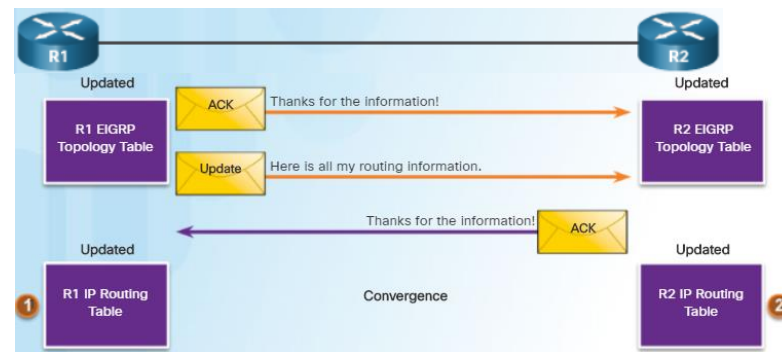 R1
R2
Updated
Updated
ACK
Thanks for the information!
R1 EIGRP
Topology Table
R2 EIGRP
Topology Table
Update
Here is all my routing information.
Thanks for the information!
ACK
Updated
Updated
1
R1 IP Routing
Table
Convergence
R2 IP Routing
Table
2